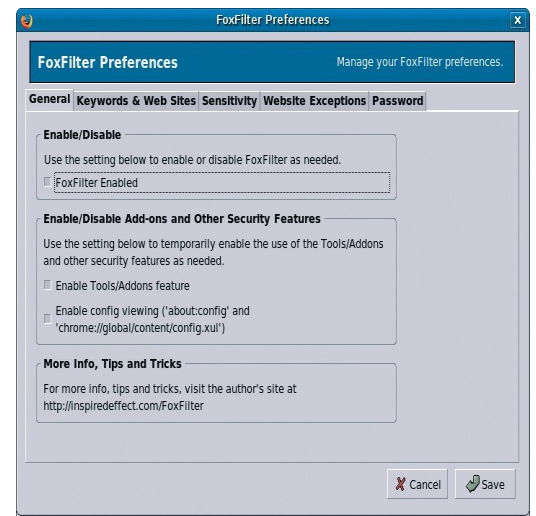 FoxFilter Preferences
X
FoxFilter Preferences
Manage your FoxFilter preferences.
General Keywords & Web Sites Sensitivity Website Exceptions Password
Enable/Disable
Use the setting below to enable or disable FoxFilter as needed.
FoxFilter Enabled
Enable/Disable Add-ons and Other Security Features
Use the setting below to temporarily enable the use of the Tools/Addons
and other security features as needed.
Enable Tools/Addons feature
Enable config viewing ('about:config' and
'chrome://global/content/config.xul')
More Info, Tips and Tricks
For more info, tips and tricks, visit the author's site at
http://inspiredeffect.com/FoxFilter
Cancel
Save